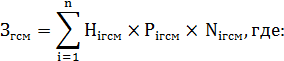 З_гсм = ∑_{i=1}^{n} Н_iгсм × Р_iгсм × N_iгсм, где: